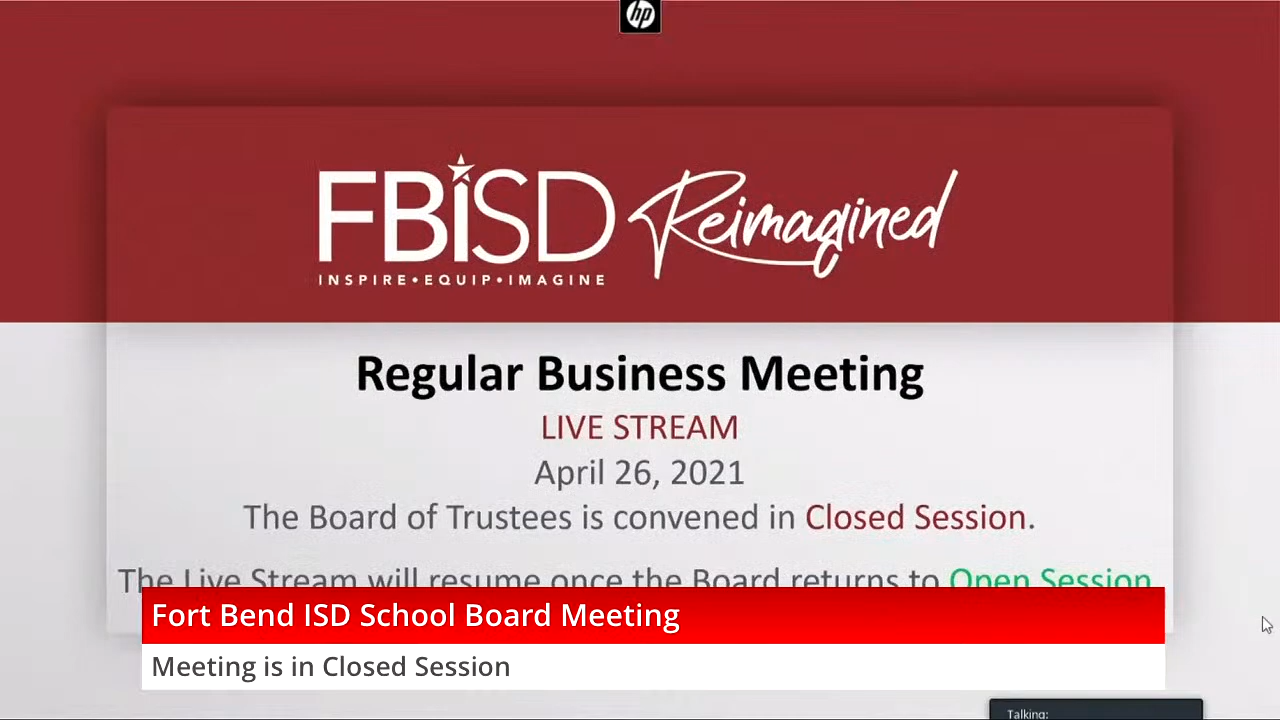 hp
FBISD Reimagined
INSPIRE•EQUIP•IMAGINE
Regular Business Meeting
LIVE STREAM
April 26, 2021
The Board of Trustees is convened in Closed Session.
The Live Stream will resume once the Board returns to Open Session
Fort Bend ISD School Board Meeting
Meeting is in Closed Session
Talking: